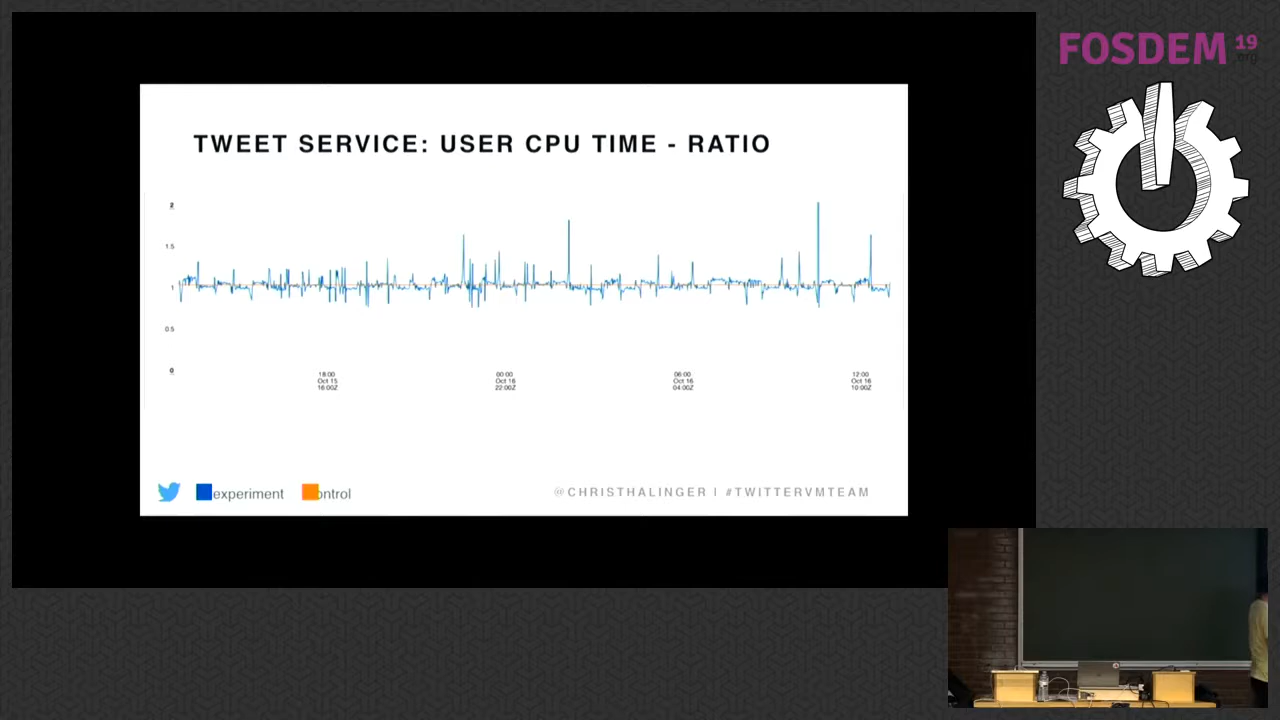 FOSDEM 19
.org
TWEET SERVICE: USER CPU TIME - RATIO
2
1.5
1
0.5
0
18:00
Oct 15
16:00Z
00:00
Oct 16
22:00Z
06:00
Oct 16
04:00Z
12:00
Oct 16
10:00Z
experiment
ontrol
@CHRISTHALINGER | #TWITTERVMTEAM